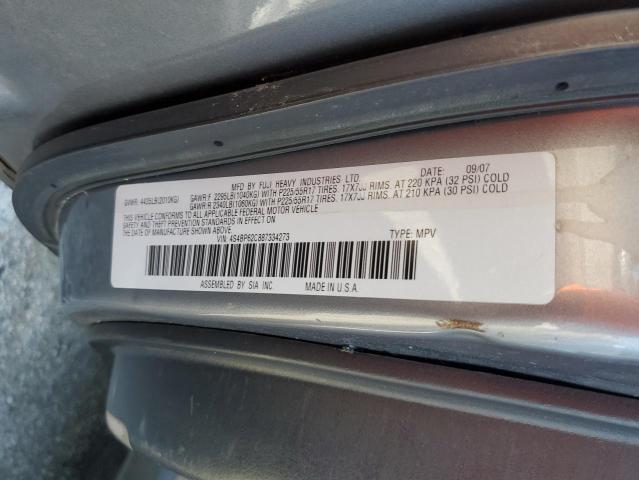 MFD BY FUJI HEAVY INDUSTRIES LTD. DATE: 09/07
GVWR: 4435LB(2010KG) GAWR F 2295LB(1040KG) WITH P225/55R17 TIRES. 17X7JJ RIMS. AT 220 KPA (32 PSI) COLD
GAWR R 2340LB(1060KG) WITH P225/55R17 TIRES. 17X7JJ RIMS. AT 210 KPA (30 PSI) COLD
THIS VEHICLE CONFORMS TO ALL APPLICABLE FEDERAL MOTOR VEHICLE
SAFETY AND THEFT PREVENTION STANDARDS IN EFFECT ON
THE DATE OF MANUFACTURE SHOWN ABOVE.
VIN: 4S4BP62C887334273 TYPE: MPV
ASSEMBLED BY SIA INC. MADE IN U.S.A.